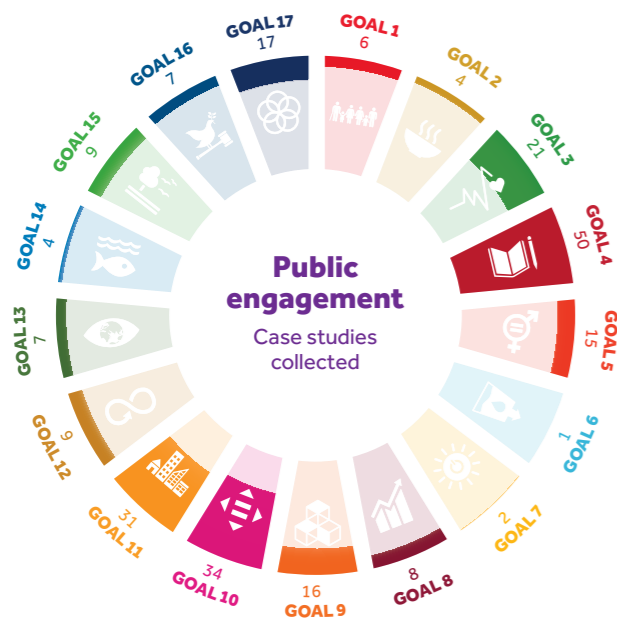 Public
engagement
Case studies
collected
GOAL 1
6
GOAL 2
4
GOAL 3
21
GOAL 4
50
GOAL 5
15
GOAL 6
1
GOAL 7
2
GOAL 8
8
GOAL 9
16
GOAL 10
34
GOAL 11
31
GOAL 12
9
GOAL 13
7
GOAL 14
4
GOAL 15
9
GOAL 16
7
GOAL 17
17